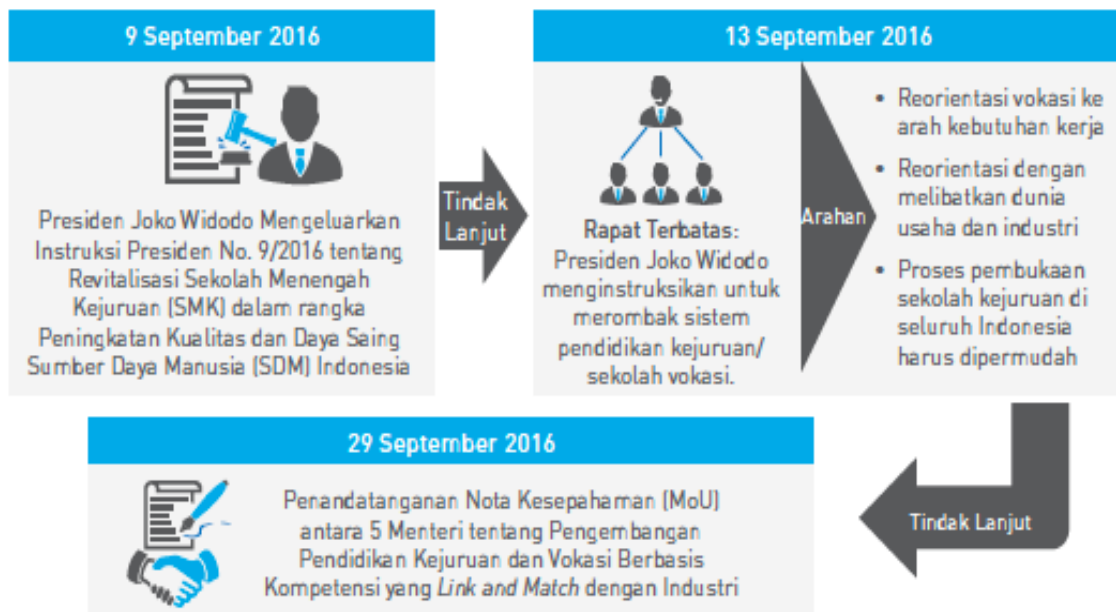 9 September 2016
Presiden Joko Widodo Mengeluarkan
Instruksi Presiden No. 9/2016 tentang
Revitalisasi Sekolah Menengah
Kejuruan (SMK) dalam rangka
Peningkatan Kualitas dan Daya Saing
Sumber Daya Manusia (SDM) Indonesia
Tindak
Lanjut
13 September 2016
Rapat Terbatas:
Presiden Joko Widodo
menginstruksikan untuk
merombak sistem
pendidikan kejuruan/
sekolah vokasi.
Arahan
• Reorientasi vokasi ke
arah kebutuhan kerja
• Reorientasi dengan
melibatkan dunia
usaha dan industri
• Proses pembukaan
sekolah kejuruan di
seluruh Indonesia
harus dipermudah
Tindak Lanjut
29 September 2016
Penandatanganan Nota Kesepahaman (MoU)
antara 5 Menteri tentang Pengembangan
Pendidikan Kejuruan dan Vokasi Berbasis
Kompetensi yang Link and Match dengan Industri